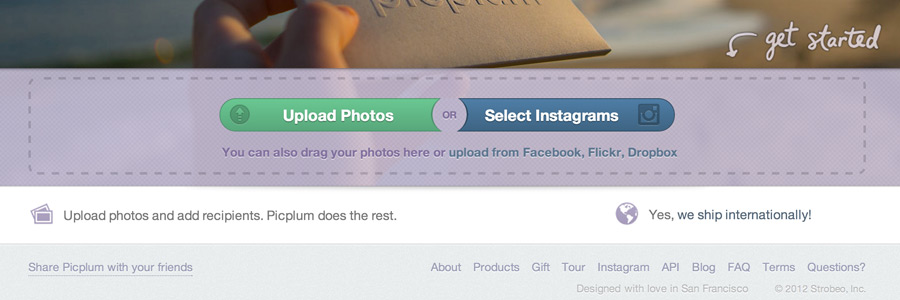 picplum
get started
Upload Photos OR Select Instagrams
You can also drag your photos here or upload from Facebook, Flickr, Dropbox
Upload photos and add recipients. Picplum does the rest. Yes, we ship internationally!
Share Picplum with your friends About Products Gift Tour Instagram API Blog FAQ Terms Questions?
Designed with love in San Francisco © 2012 Strobeo, Inc.